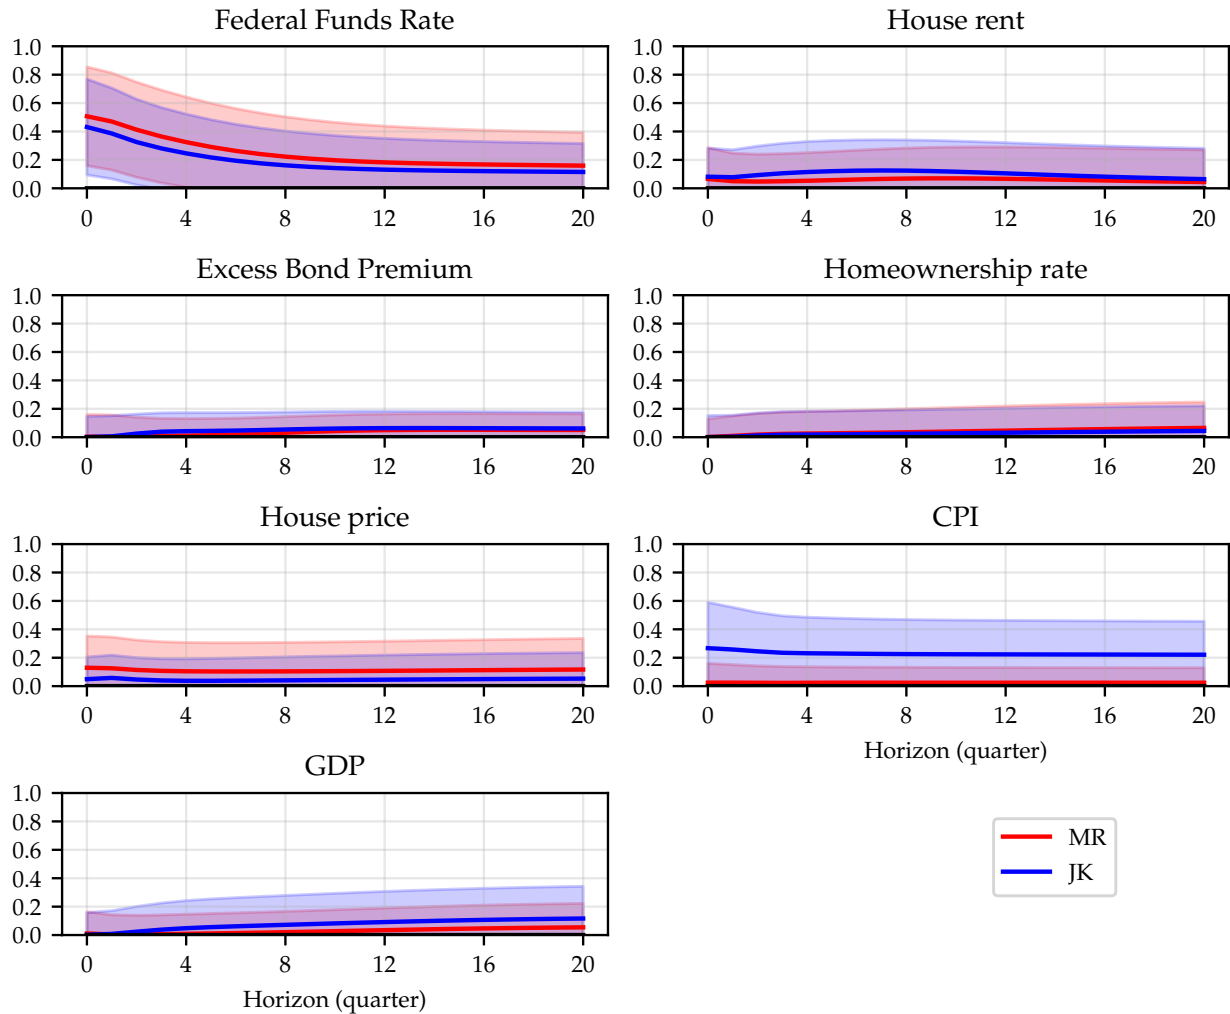 Federal Funds Rate
1.0
0.8
0.6
0.4
0.2
0.0
0 4 8 12 16 20
House rent
1.0
0.8
0.6
0.4
0.2
0.0
0 4 8 12 16 20
Excess Bond Premium
1.0
0.8
0.6
0.4
0.2
0.0
0 4 8 12 16 20
Homeownership rate
1.0
0.8
0.6
0.4
0.2
0.0
0 4 8 12 16 20
House price
1.0
0.8
0.6
0.4
0.2
0.0
0 4 8 12 16 20
CPI
1.0
0.8
0.6
0.4
0.2
0.0
0 4 8 12 16 20
Horizon (quarter)
GDP
1.0
0.8
0.6
0.4
0.2
0.0
0 4 8 12 16 20
Horizon (quarter)
MR
JK